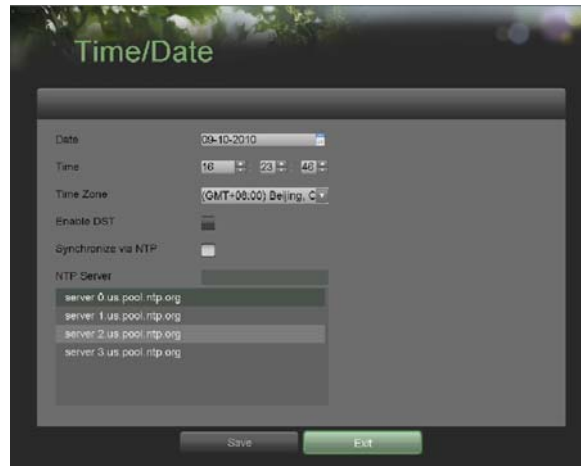 Time/Date
Date 09-10-2010
Time 16 23 46
Time Zone (GMT+08:00) Beijing, C
Enable DST
Synchronize via NTP
NTP Server
server 0.us.pool.ntp.org
server 1.us.pool.ntp.org
server 2.us.pool.ntp.org
server 3.us.pool.ntp.org
Save Exit